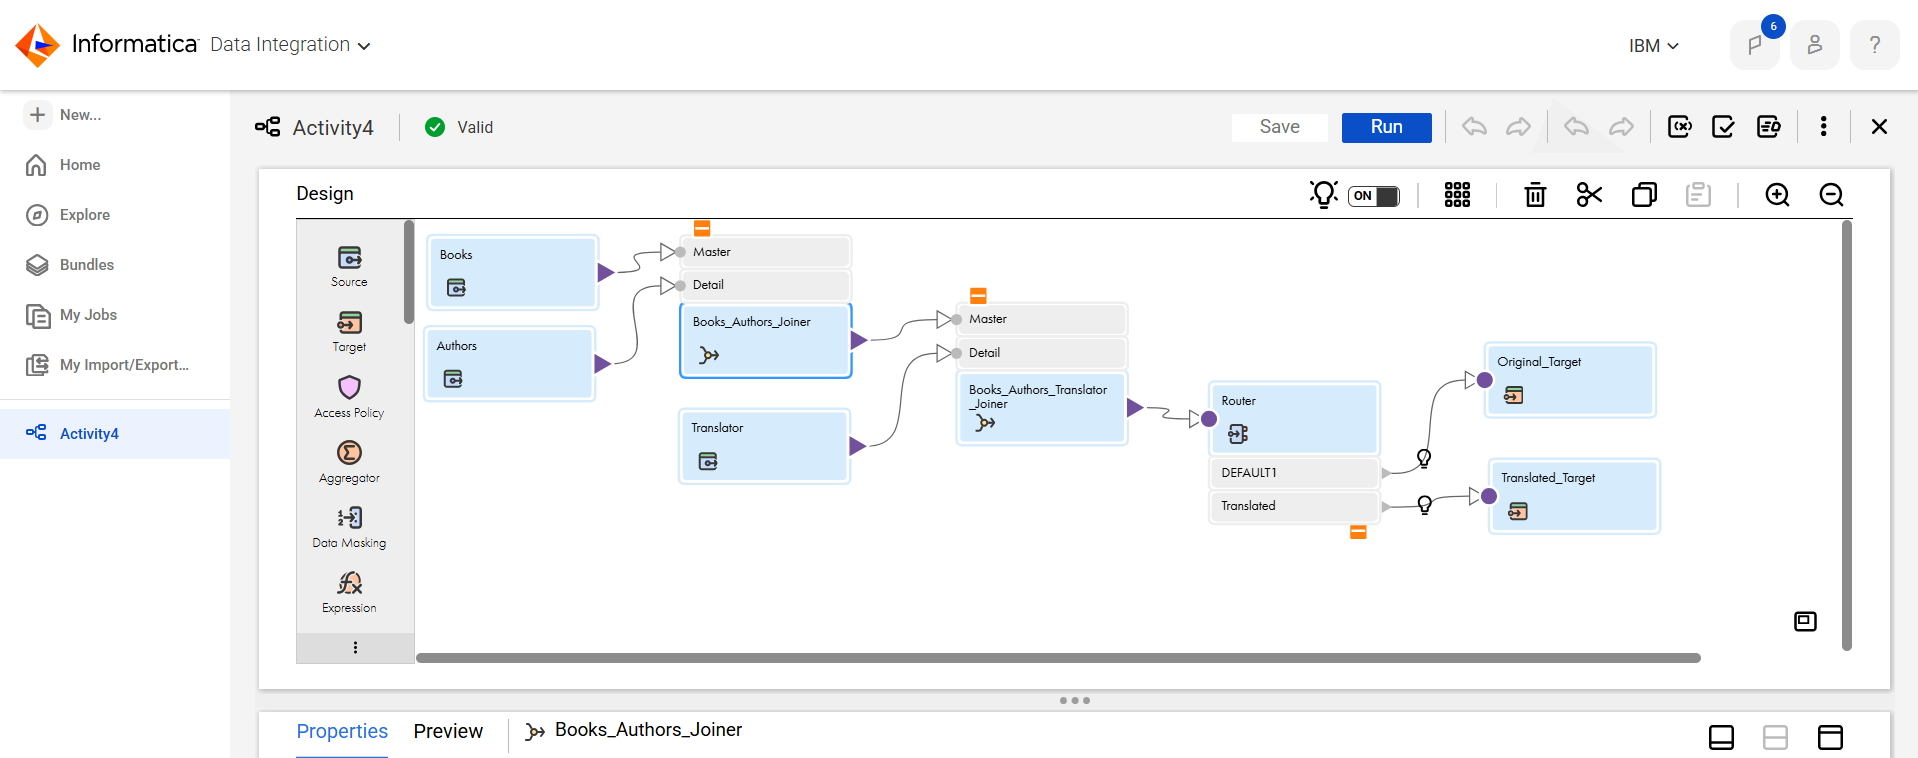 Informatica Data Integration
IBM
6
?
New...
Home
Explore
Bundles
My Jobs
My Import/Export...
Activity4
Activity4
Valid
Save
Run
Design
ON
Source
Target
Access Policy
Aggregator
Data Masking
Expression
Books
Authors
Master
Detail
Books_Authors_Joiner
Translator
Master
Detail
Books_Authors_Translator
_Joiner
Router
DEFAULT1
Translated
Original_Target
Translated_Target
Properties
Preview
Books_Authors_Joiner